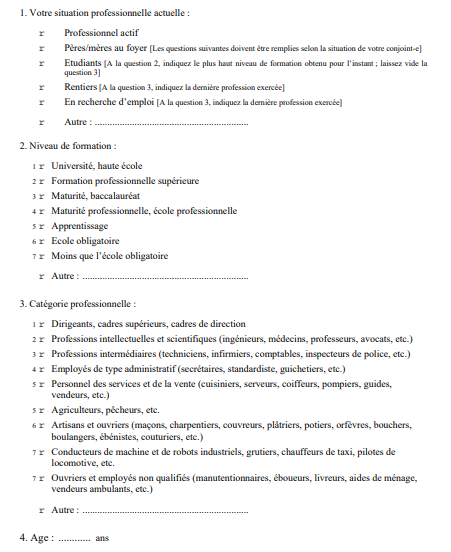 1. Votre situation professionnelle actuelle :
r Professionnel actif
r Pères/mères au foyer [Les questions suivantes doivent être remplies selon la situation de votre conjoint-e]
r Etudiants [A la question 2, indiquez le plus haut niveau de formation obtenu pour l'instant ; laissez vide la
question 3]
r Rentiers [A la question 3, indiquez la dernière profession exercée]
r En recherche d'emploi [A la question 3, indiquez la dernière profession exercée]
r Autre : ..............................................................
2. Niveau de formation :
1 r Université, haute école
2 r Formation professionnelle supérieure
3 r Maturité, baccalauréat
4 r Maturité professionnelle, école professionnelle
5 r Apprentissage
6 r Ecole obligatoire
7 r Moins que l'école obligatoire
r Autre : ...................................................................
3. Catégorie professionnelle :
1 r Dirigeants, cadres supérieurs, cadres de direction
2 r Professions intellectuelles et scientifiques (ingénieurs, médecins, professeurs, avocats, etc.)
3 r Professions intermédiaires (techniciens, infirmiers, comptables, inspecteurs de police, etc.)
4 r Employés de type administratif (secrétaires, standardiste, guichetiers, etc.)
5 r Personnel des services et de la vente (cuisiniers, serveurs, coiffeurs, pompiers, guides,
vendeurs, etc.)
5 r Agriculteurs, pêcheurs, etc.
6 r Artisans et ouvriers (maçons, charpentiers, couvreurs, plâtriers, potiers, orfèvres, bouchers,
boulangers, ébénistes, couturiers, etc.)
7 r Conducteurs de machine et de robots industriels, grutiers, chauffeurs de taxi, pilotes de
locomotive, etc.
7 r Ouvriers et employés non qualifiés (manutentionnaires, éboueurs, livreurs, aides de ménage,
vendeurs ambulants, etc.)
r Autre : ...................................................................
4. Age : ............. ans